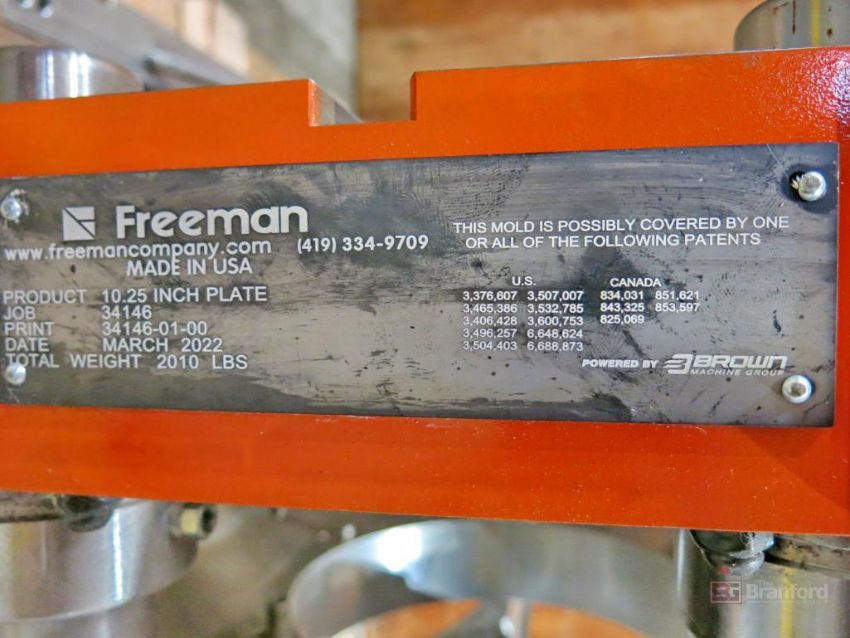 Freeman
www.freemancompany.com (419) 334-9709
MADE IN USA
PRODUCT 10.25 INCH PLATE
JOB 34146
PRINT 34146-01-00
DATE MARCH 2022
TOTAL WEIGHT 2010 LBS
THIS MOLD IS POSSIBLY COVERED BY ONE
OR ALL OF THE FOLLOWING PATENTS
U.S. CANADA
3,376,607 3,507,007 834,031 851,621
3,465,386 3,532,785 843,325 853,597
3,406,428 3,600,753 825,069
3,496,257 6,648,624
3,504,403 6,688,873
POWERED BY BROWN
MACHINE GROUP
The
Branford